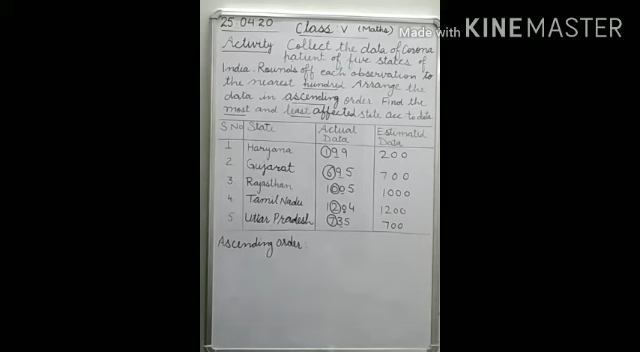 Made with KINEMASTER
25.04.20 Class V (Maths)
Activity Collect the data of corona
patient of five states of
India. Rounds off each observation to
the nearest hundred Arrange the
data in ascending order. Find the
most and least affected state acc to data
S No State Actual Data Estimated Data
1 Haryana 199 200
2 Gujarat 695 700
3 Rajasthan 1005 1000
4 Tamil Nadu 1204 1200
5 Uttar Pradesh 735 700
Ascending order